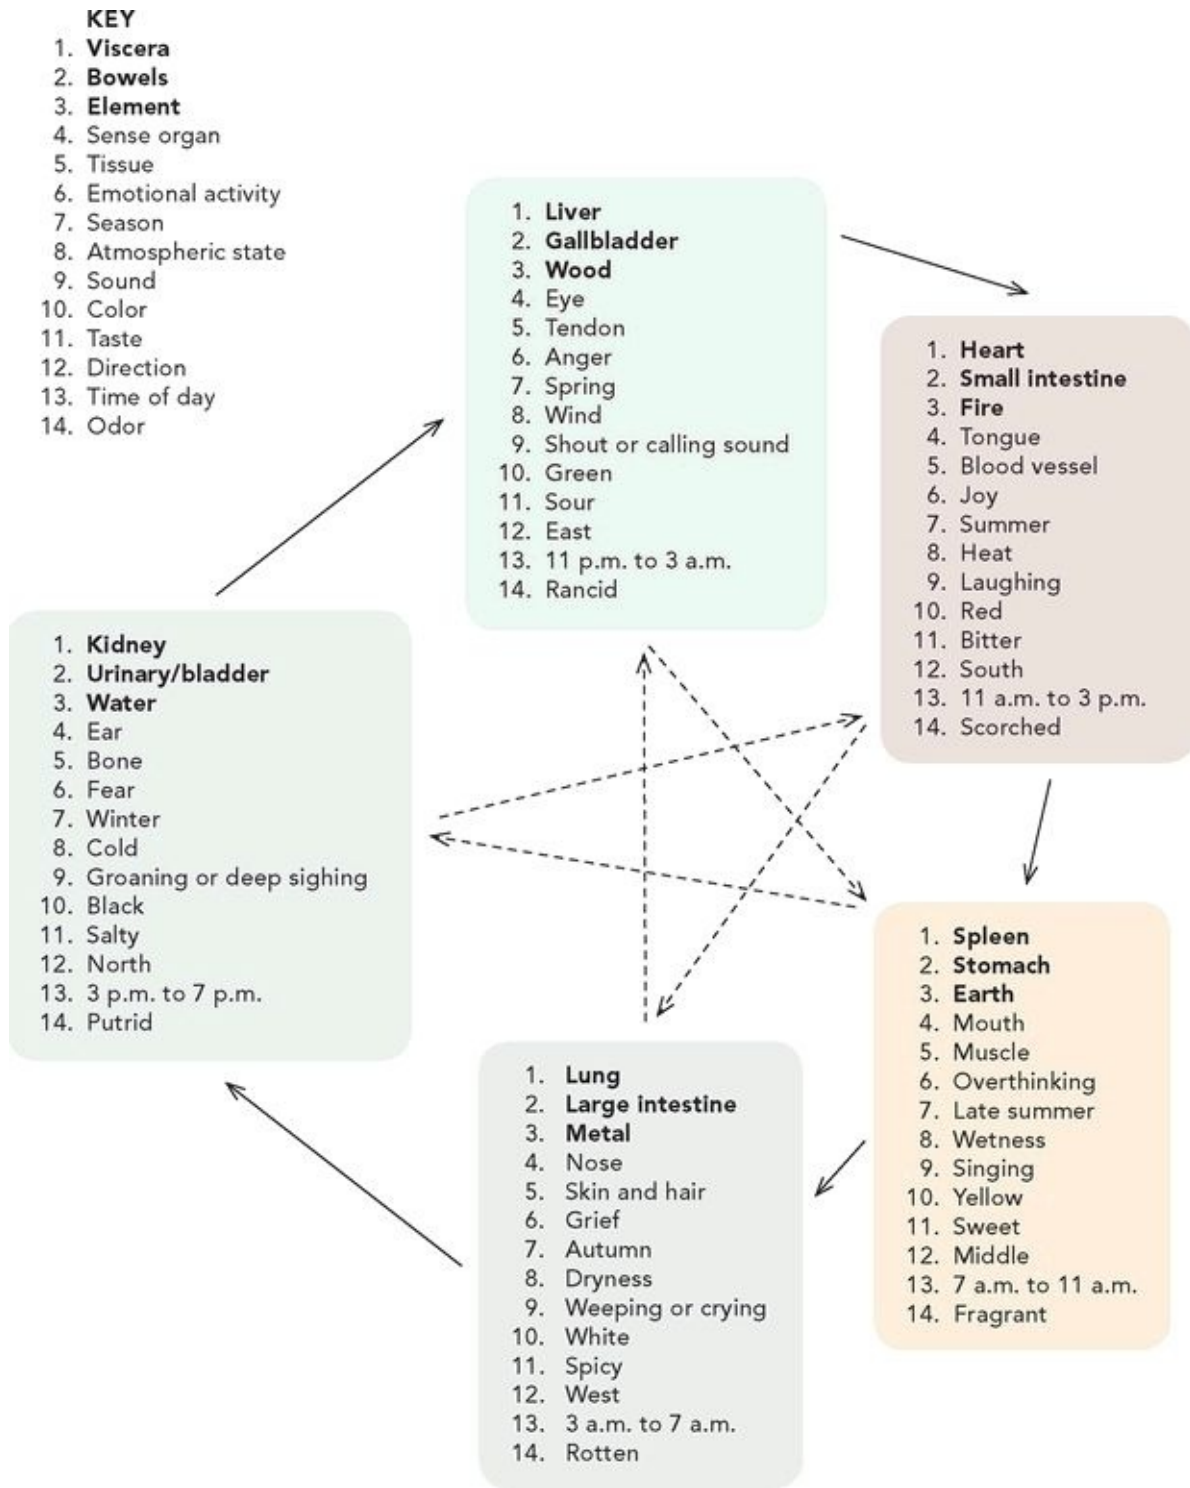 KEY
1. Viscera
2. Bowels
3. Element
4. Sense organ
5. Tissue
6. Emotional activity
7. Season
8. Atmospheric state
9. Sound
10. Color
11. Taste
12. Direction
13. Time of day
14. Odor
1. Liver
2. Gallbladder
3. Wood
4. Eye
5. Tendon
6. Anger
7. Spring
8. Wind
9. Shout or calling sound
10. Green
11. Sour
12. East
13. 11 p.m. to 3 a.m.
14. Rancid
1. Heart
2. Small intestine
3. Fire
4. Tongue
5. Blood vessel
6. Joy
7. Summer
8. Heat
9. Laughing
10. Red
11. Bitter
12. South
13. 11 a.m. to 3 p.m.
14. Scorched
1. Kidney
2. Urinary/bladder
3. Water
4. Ear
5. Bone
6. Fear
7. Winter
8. Cold
9. Groaning or deep sighing
10. Black
11. Salty
12. North
13. 3 p.m. to 7 p.m.
14. Putrid
1. Spleen
2. Stomach
3. Earth
4. Mouth
5. Muscle
6. Overthinking
7. Late summer
8. Wetness
9. Singing
10. Yellow
11. Sweet
12. Middle
13. 7 a.m. to 11 a.m.
14. Fragrant
1. Lung
2. Large intestine
3. Metal
4. Nose
5. Skin and hair
6. Grief
7. Autumn
8. Dryness
9. Weeping or crying
10. White
11. Spicy
12. West
13. 3 a.m. to 7 a.m.
14. Rotten